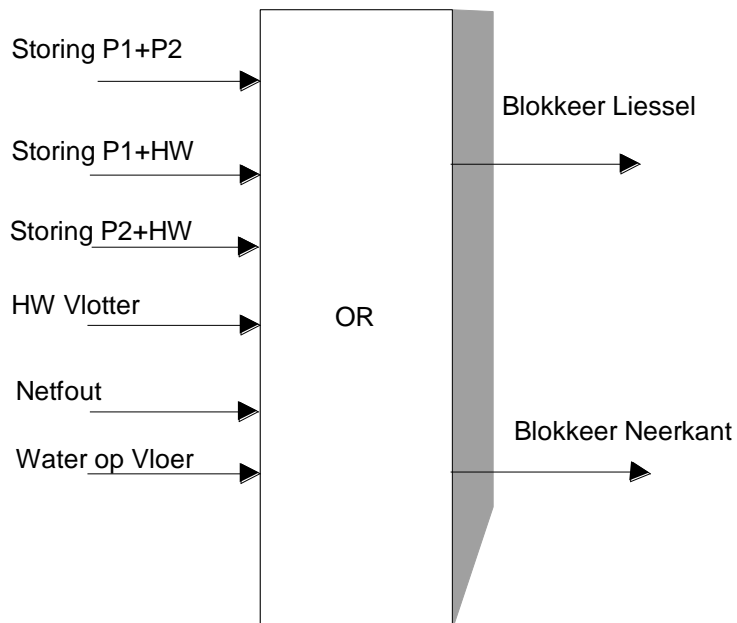 Storing P1+P2
Blokkeer Liessel
Storing P1+HW
Storing P2+HW
HW Vlotter
OR
Netfout
Blokkeer Neerkant
Water op Vloer